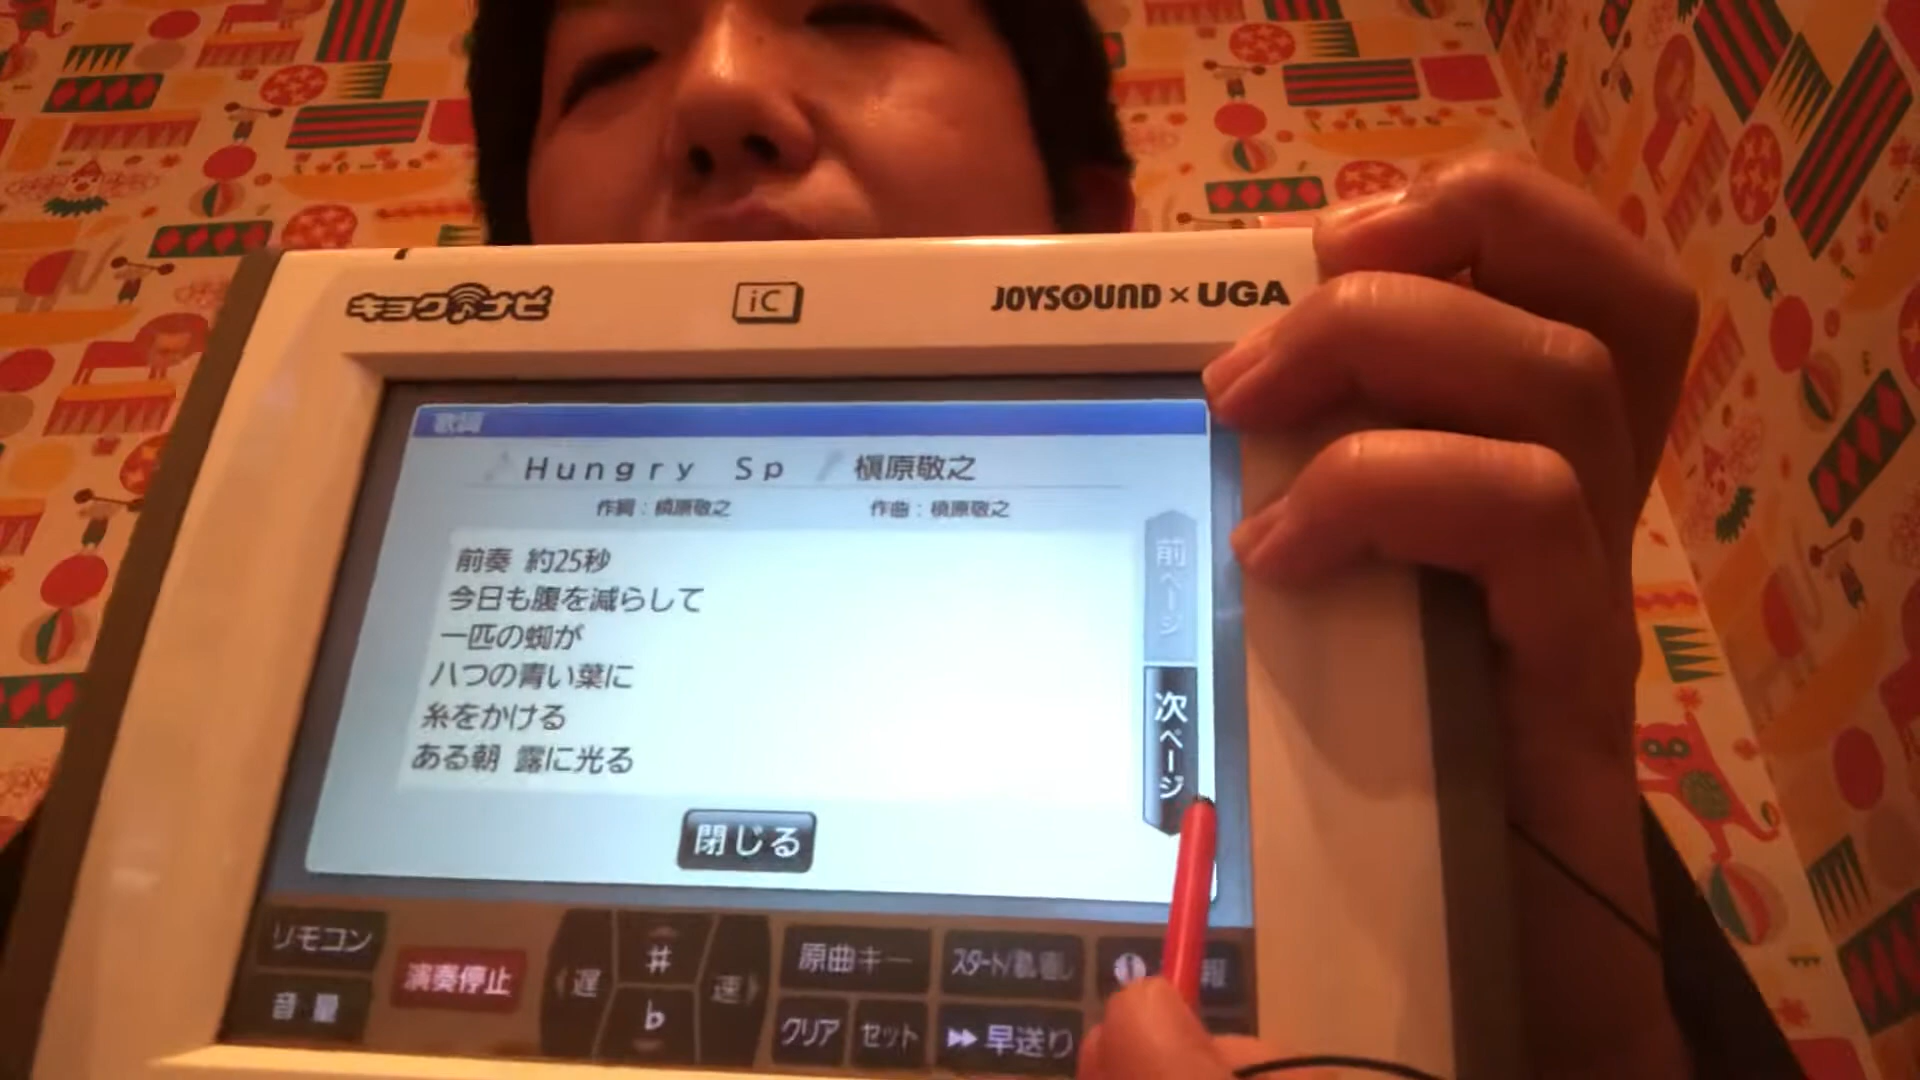 キョクナビ iC JOYSOUND×UGA
歌詞
Hungry Sp 槇原敬之
作詞：槇原敬之 作曲：槇原敬之
前奏 約25秒
今日も腹を減らして
一匹の蜘が
八つの青い葉に
糸をかける
ある朝 露に光る
前ページ
次ページ
閉じる
リモコン
音量
演奏停止
遅
♯
♭
速
原曲キー
クリア
セット
スタート/
早送り
報